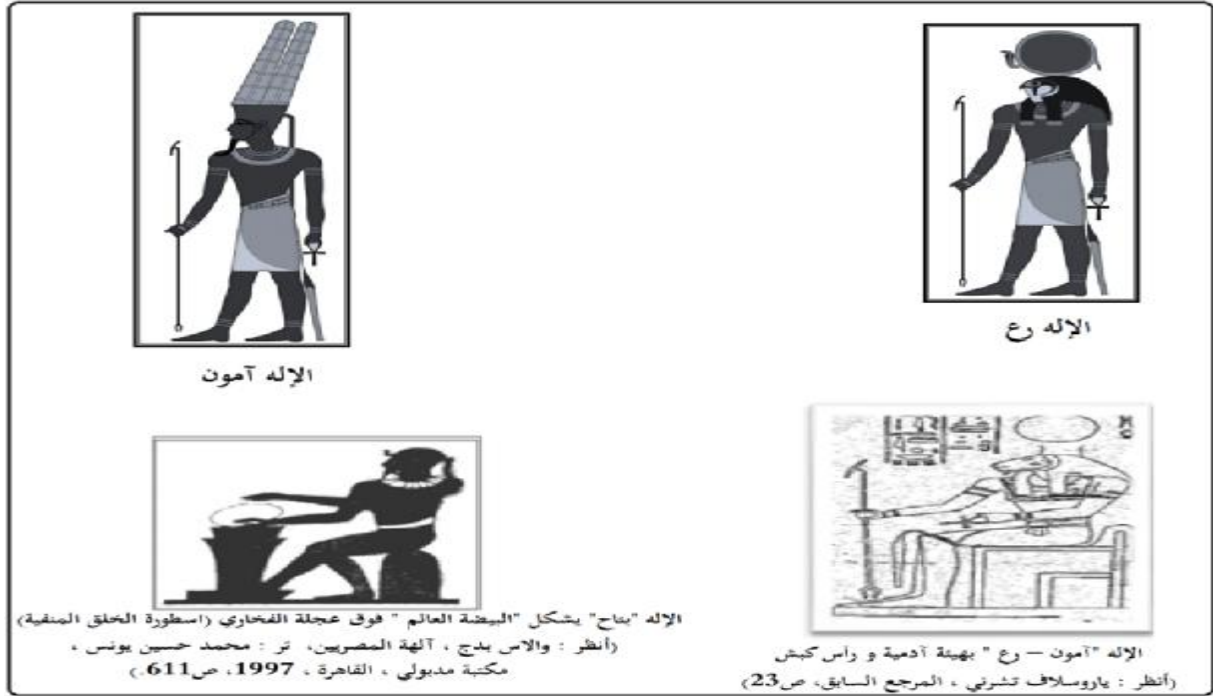 الإله رع
الإله آمون
الإله "آمون – رع " بهيئة آدمية و رأس كبش
(أنظر : ياروسلاف تشرني ، المرجع السابق، ص23)
الإله "بتاح" يشكل "البيضة العالم " فوق عجلة الفخاري (اسطورة الخلق المنفية)
(أنظر : والاس بدج ، آلهة المصريين، تر : محمد حسين يونس ،
مكتبة مدبولي ، القاهرة ، 1997، ص611.)